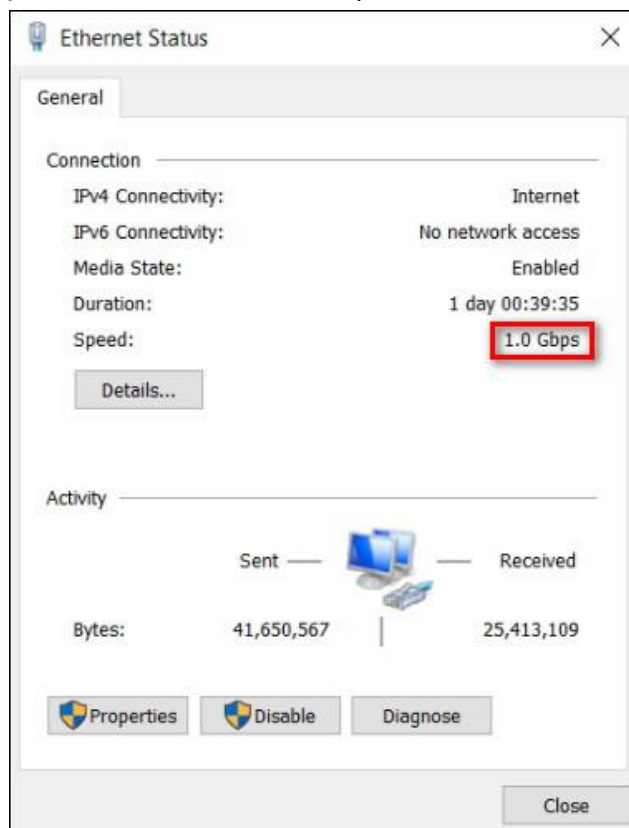 Ethernet Status
General
Connection
IPv4 Connectivity: Internet
IPv6 Connectivity: No network access
Media State: Enabled
Duration: 1 day 00:39:35
Speed: 1.0 Gbps
Details...
Activity
Sent Received
Bytes: 41,650,567 25,413,109
Properties Disable Diagnose
Close